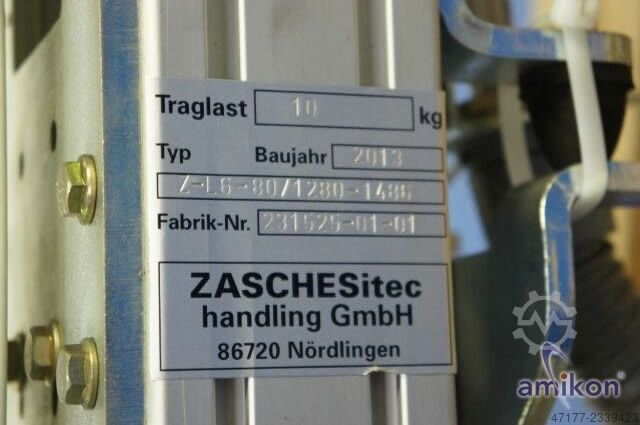 Traglast 10 kg
Typ Baujahr 2013
Z-L6-80/1280-1486
Fabrik-Nr. 231525-01-01
ZASCHESitec
handling GmbH
86720 Nördlingen
amikon
47177-2339423